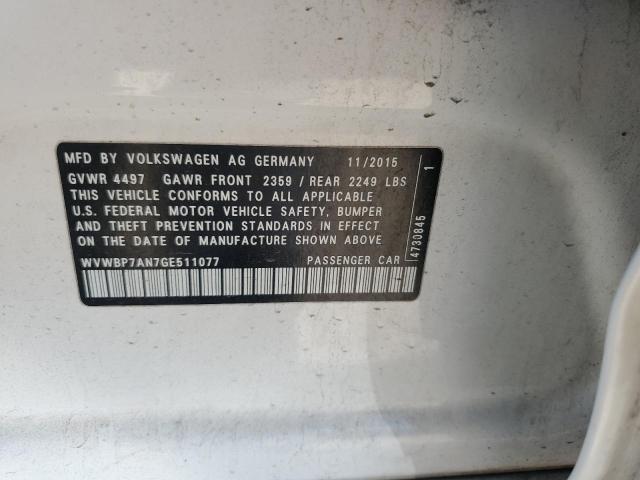 MFD BY VOLKSWAGEN AG GERMANY 11/2015
GVWR 4497 GAWR FRONT 2359 / REAR 2249 LBS
THIS VEHICLE CONFORMS TO ALL APPLICABLE
U.S. FEDERAL MOTOR VEHICLE SAFETY, BUMPER
AND THEFT PREVENTION STANDARDS IN EFFECT
ON THE DATE OF MANUFACTURE SHOWN ABOVE
WVWBP7AN7GE511077 PASSENGER CAR
4730845 1